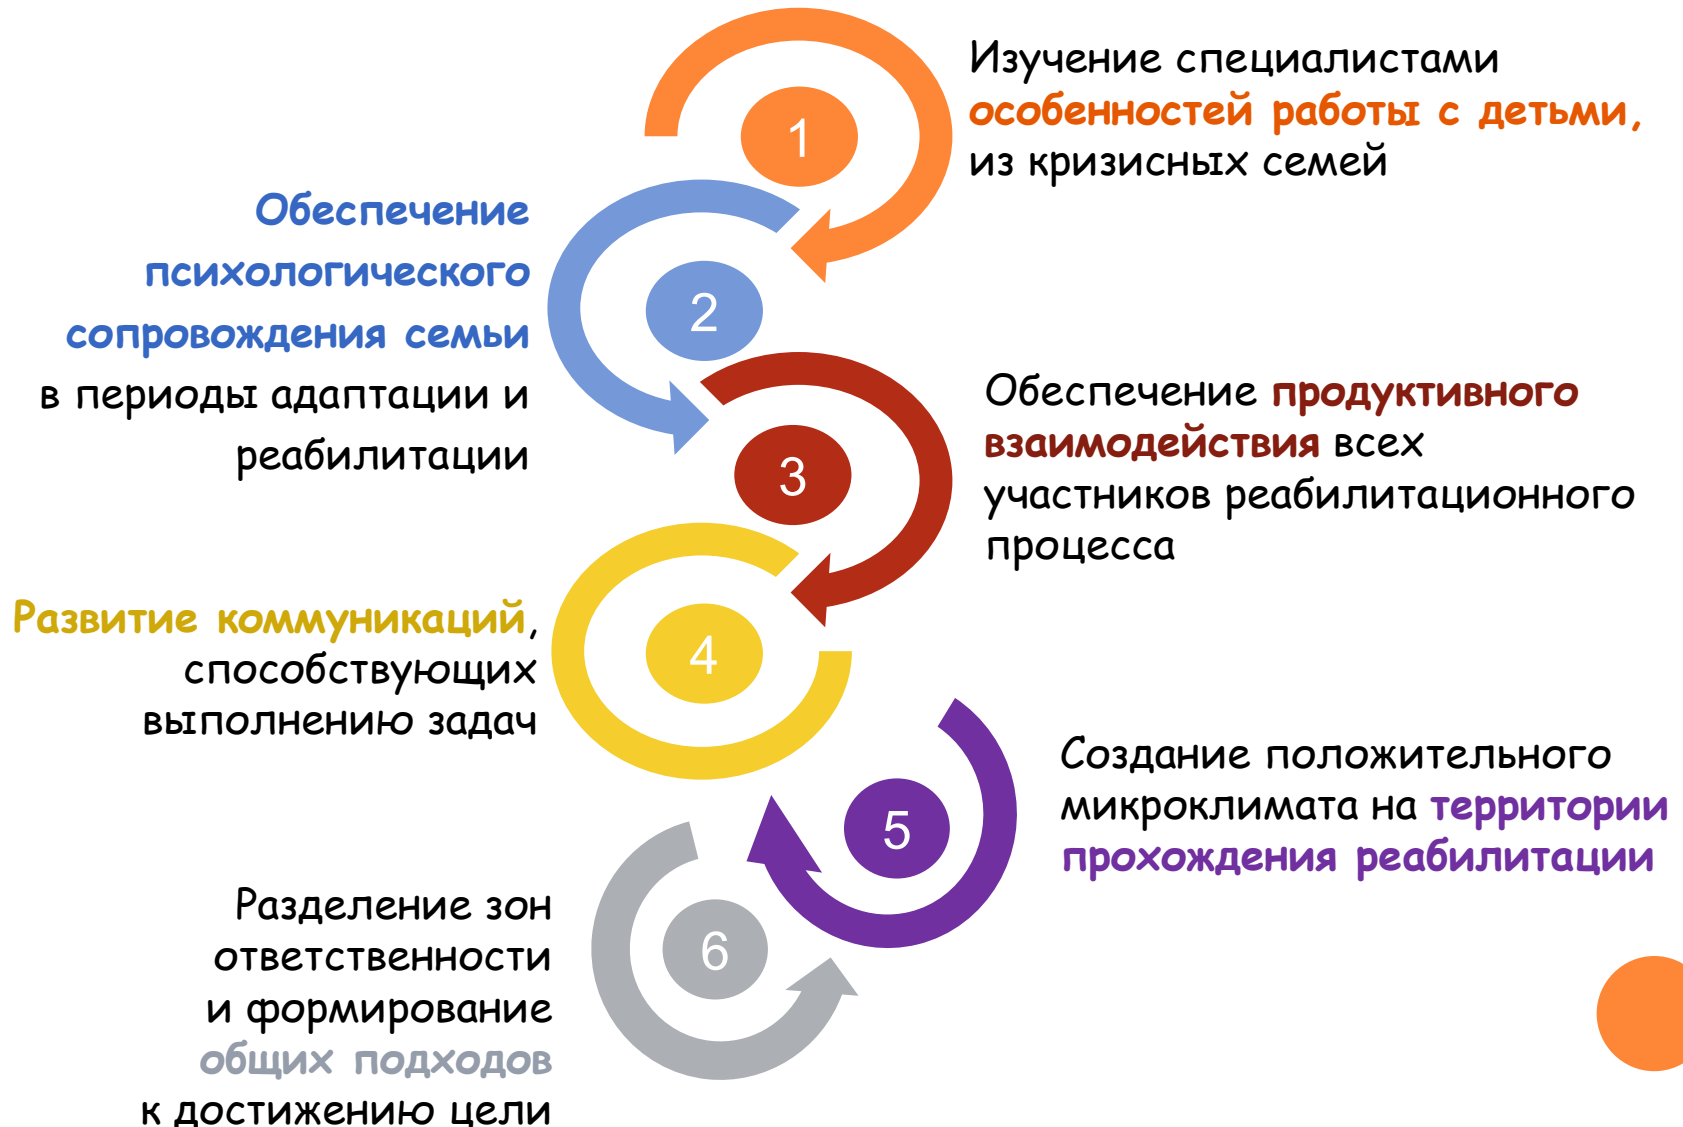 1
Изучение специалистами
особенностей работы с детьми,
из кризисных семей
2
Обеспечение
психологического
сопровождения семьи
в периоды адаптации и
реабилитации
3
Обеспечение продуктивного
взаимодействия всех
участников реабилитационного
процесса
4
Развитие коммуникаций,
способствующих
выполнению задач
5
Создание положительного
микроклимата на территории
прохождения реабилитации
6
Разделение зон
ответственности
и формирование
общих подходов
к достижению цели